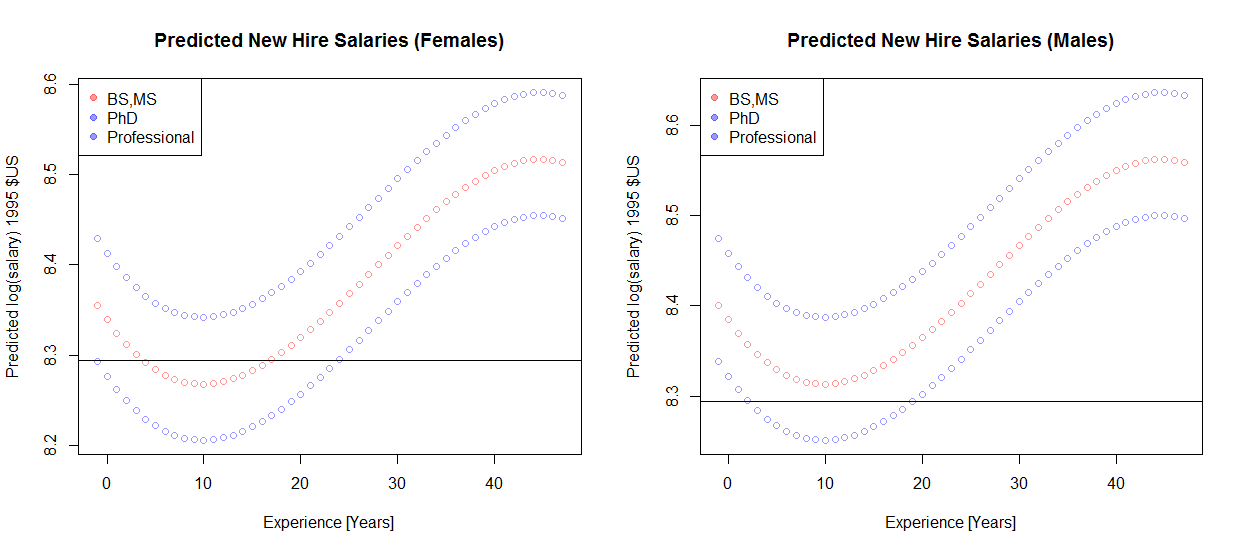 Predicted New Hire Salaries (Females)
BS,MS
PhD
Professional
Predicted log(salary) 1995 $US
8.6
8.5
8.4
8.3
8.2
0 10 20 30 40
Experience [Years]
Predicted New Hire Salaries (Males)
BS,MS
PhD
Professional
Predicted log(salary) 1995 $US
8.6
8.5
8.4
8.3
0 10 20 30 40
Experience [Years]